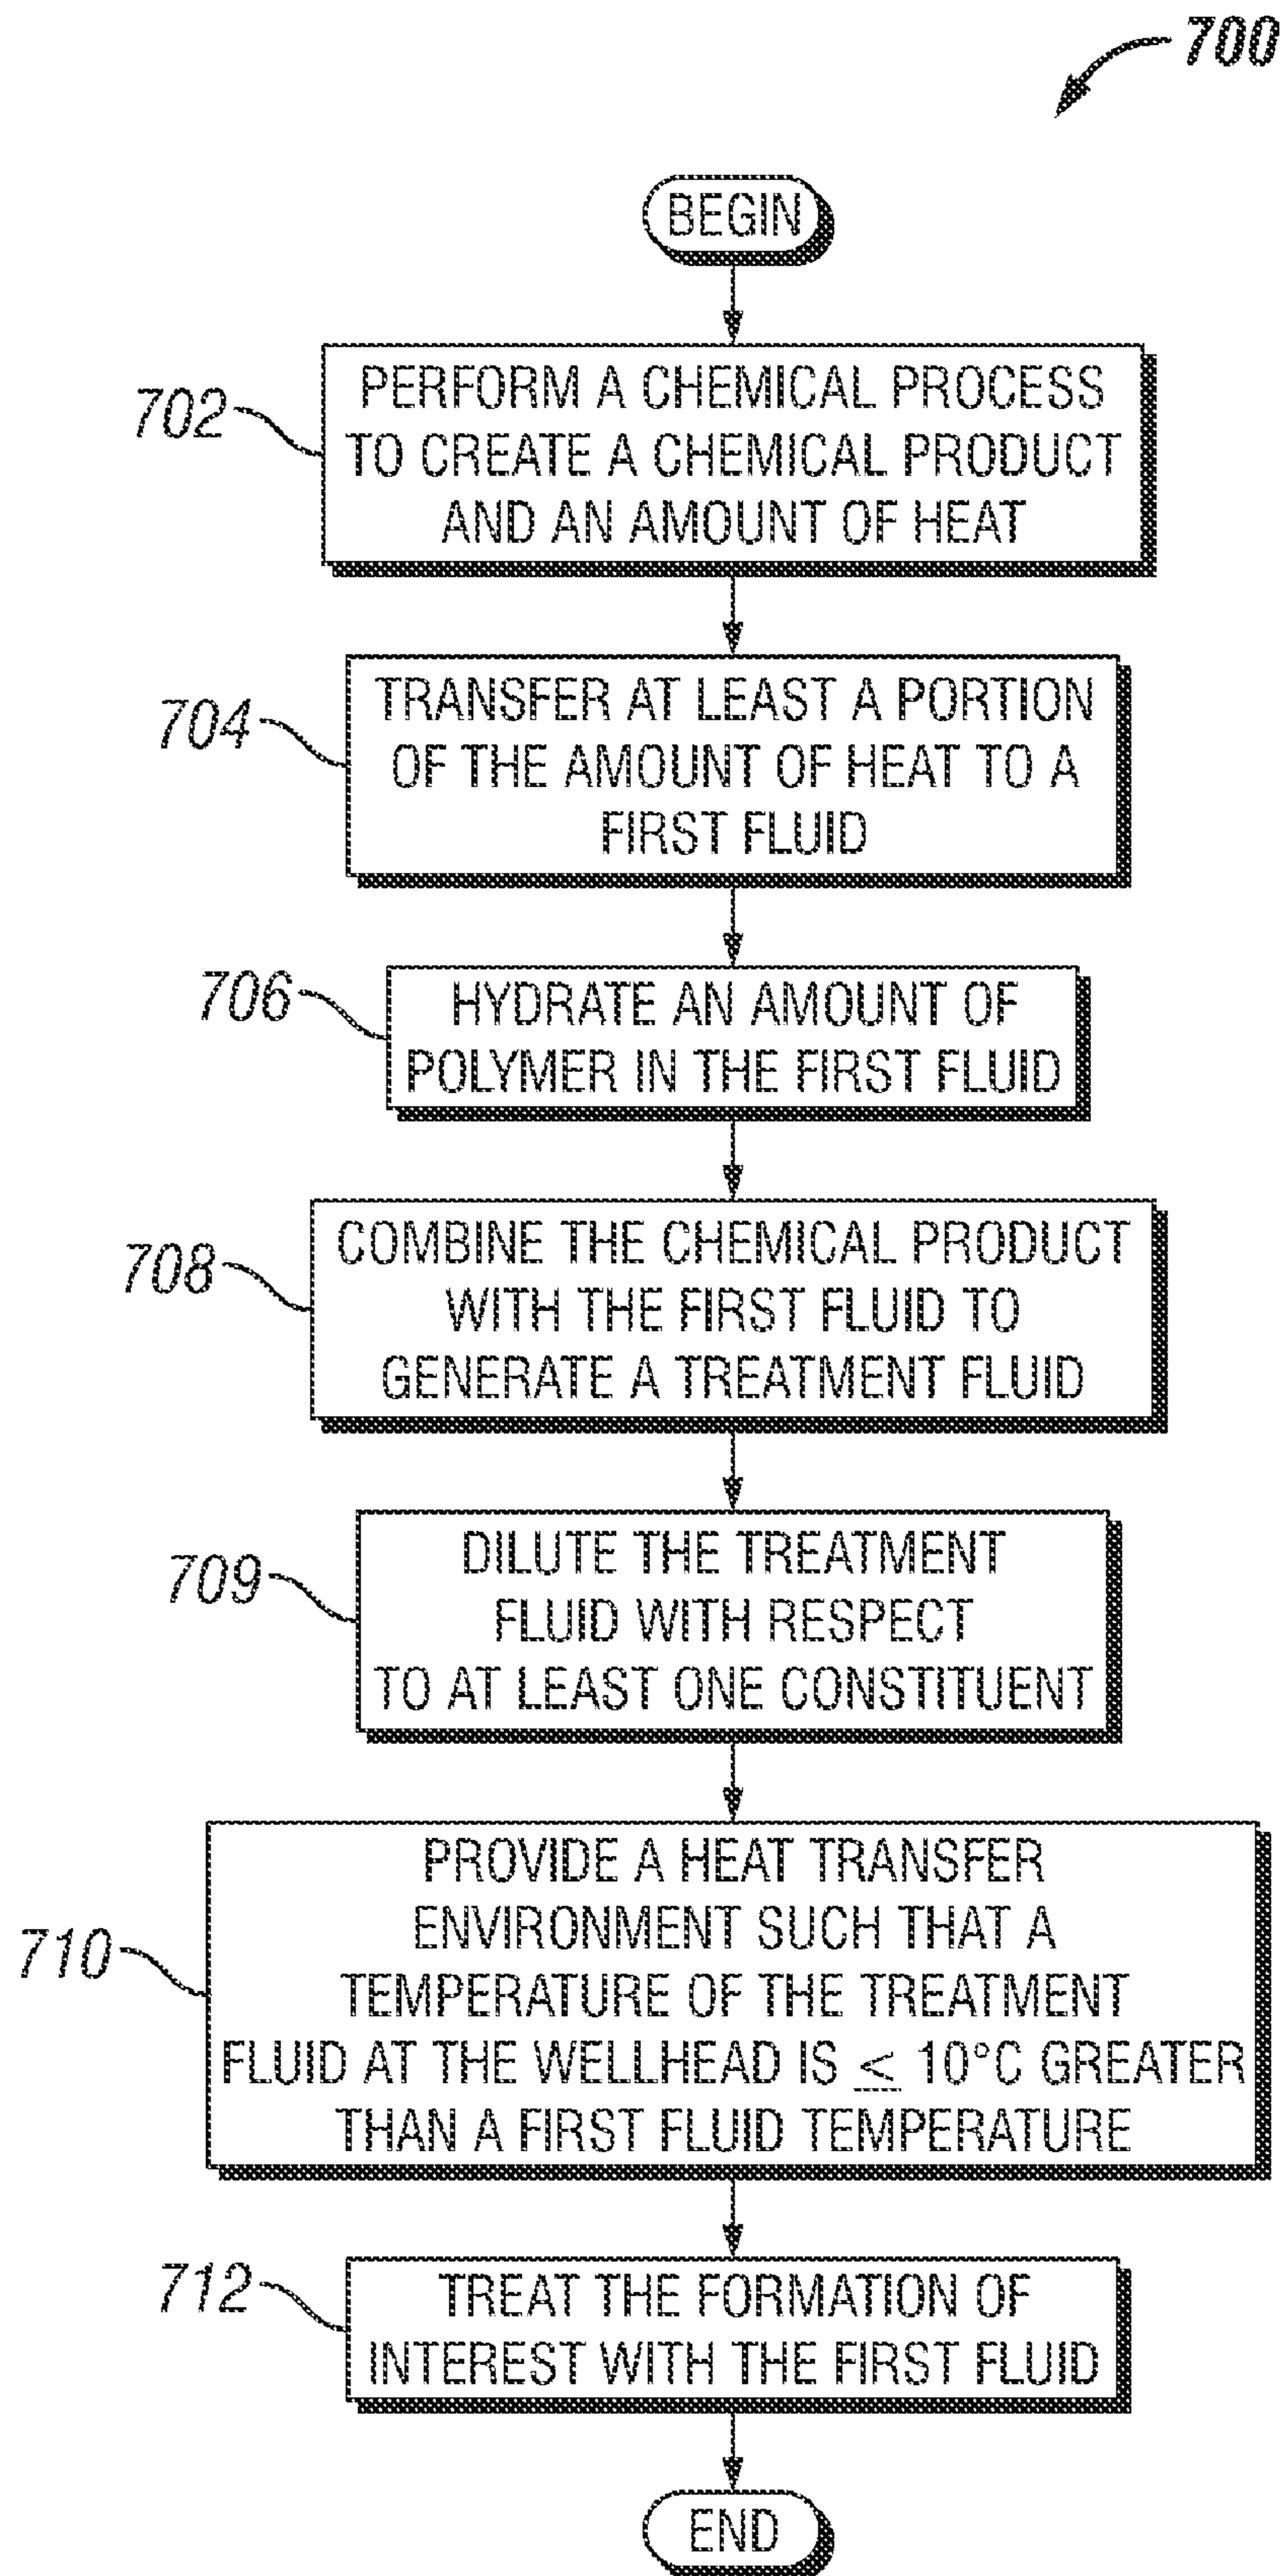 700
BEGIN
702
PERFORM A CHEMICAL PROCESS
TO CREATE A CHEMICAL PRODUCT
AND AN AMOUNT OF HEAT
704
TRANSFER AT LEAST A PORTION
OF THE AMOUNT OF HEAT TO A
FIRST FLUID
706
HYDRATE AN AMOUNT OF
POLYMER IN THE FIRST FLUID
708
COMBINE THE CHEMICAL PRODUCT
WITH THE FIRST FLUID TO
GENERATE A TREATMENT FLUID
709
DILUTE THE TREATMENT
FLUID WITH RESPECT
TO AT LEAST ONE CONSTITUENT
710
PROVIDE A HEAT TRANSFER
ENVIRONMENT SUCH THAT A
TEMPERATURE OF THE TREATMENT
FLUID AT THE WELLHEAD IS ≤ 10°C GREATER
THAN A FIRST FLUID TEMPERATURE
712
TREAT THE FORMATION OF
INTEREST WITH THE FIRST FLUID
END